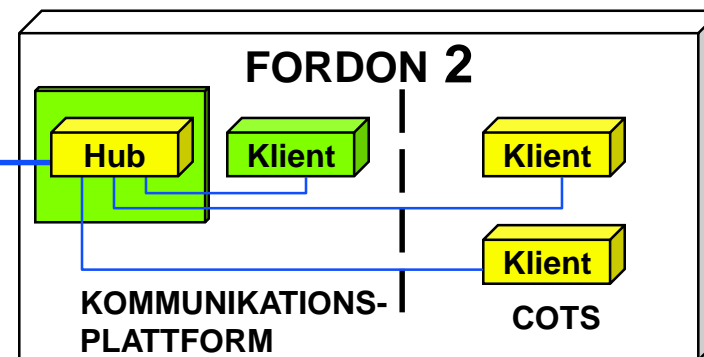 FORDON 2
Hub
Klient
Klient
Klient
KOMMUNIKATIONS-
PLATTFORM
COTS